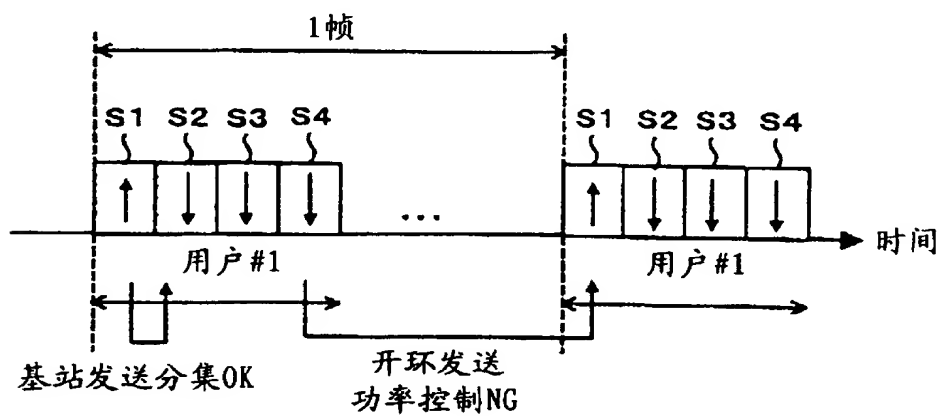 1帧
S1 S2 S3 S4
S1 S2 S3 S4
...
时间
用户#1
用户#1
基站发送分集OK
开环发送
功率控制NG